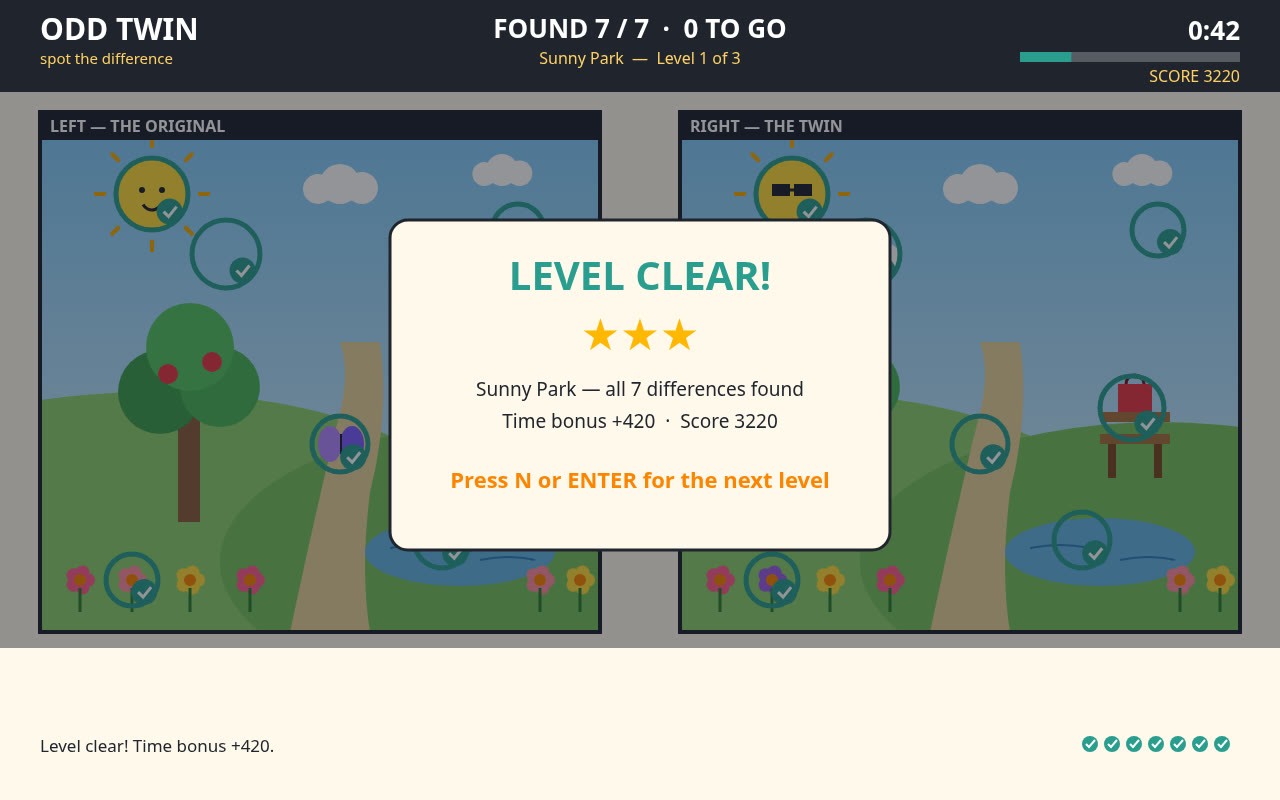 ODD TWIN
spot the difference
FOUND 7 / 7 · 0 TO GO
Sunny Park — Level 1 of 3
0:42
SCORE 3220
LEFT — THE ORIGINAL
RIGHT — THE TWIN
LEVEL CLEAR!
★★★
Sunny Park — all 7 differences found
Time bonus +420 · Score 3220
Press N or ENTER for the next level
Level clear! Time bonus +420.